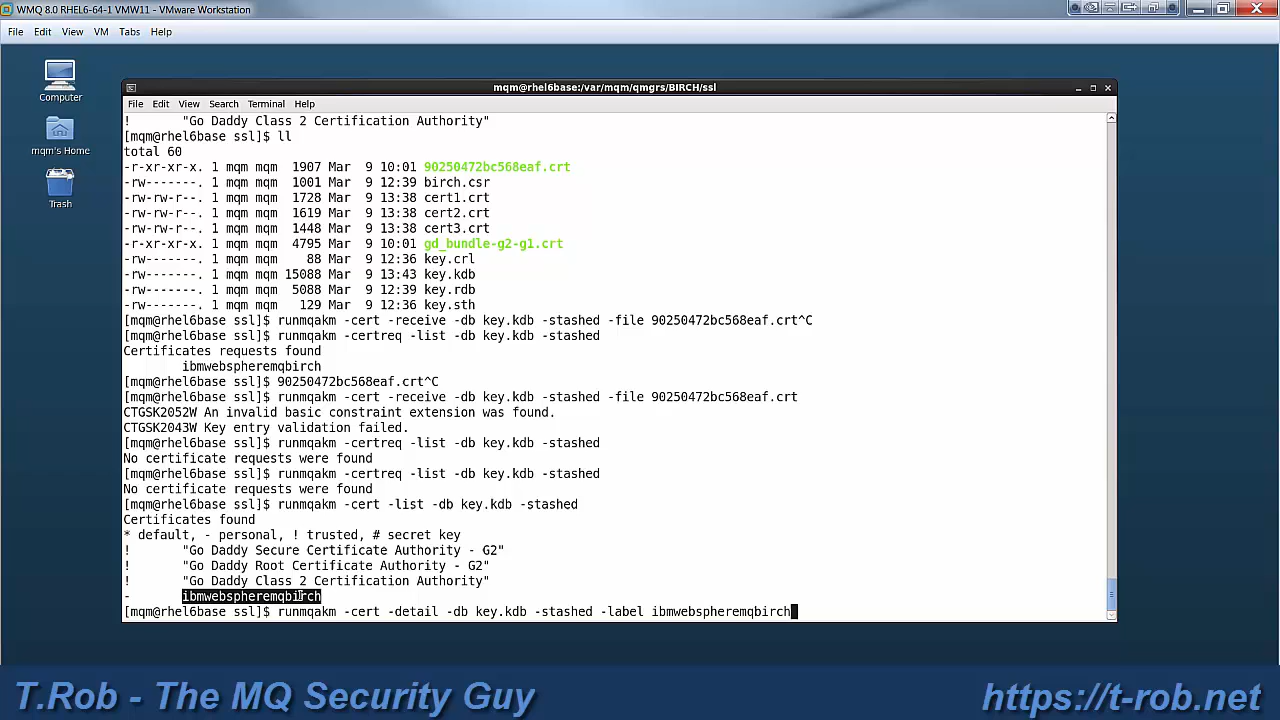 WMQ 8.0 RHEL6-64-1 VMW11 - VMware Workstation
File Edit View VM Tabs Help
Computer
mqm's Home
Trash
mqm@rhel6base:/var/mqm/qmgrs/BIRCH/ssl
File Edit View Search Terminal Help
! "Go Daddy Class 2 Certification Authority"
[mqm@rhel6base ssl]$ ll
total 60
-r-xr-xr-x. 1 mqm mqm 1907 Mar 9 10:01 90250472bc568eaf.crt
-rw-------. 1 mqm mqm 1001 Mar 9 12:39 birch.csr
-rw-rw-r--. 1 mqm mqm 1728 Mar 9 13:38 cert1.crt
-rw-rw-r--. 1 mqm mqm 1619 Mar 9 13:38 cert2.crt
-rw-rw-r--. 1 mqm mqm 1448 Mar 9 13:38 cert3.crt
-r-xr-xr-x. 1 mqm mqm 4795 Mar 9 10:01 gd_bundle-g2-g1.crt
-rw-------. 1 mqm mqm 88 Mar 9 12:36 key.crl
-rw-------. 1 mqm mqm 15088 Mar 9 13:43 key.kdb
-rw-------. 1 mqm mqm 5088 Mar 9 12:39 key.rdb
-rw-------. 1 mqm mqm 129 Mar 9 12:36 key.sth
[mqm@rhel6base ssl]$ runmqakm -cert -receive -db key.kdb -stashed -file 90250472bc568eaf.crt^C
[mqm@rhel6base ssl]$ runmqakm -certreq -list -db key.kdb -stashed
Certificates requests found
ibmwebspheremqbirch
[mqm@rhel6base ssl]$ 90250472bc568eaf.crt^C
[mqm@rhel6base ssl]$ runmqakm -cert -receive -db key.kdb -stashed -file 90250472bc568eaf.crt
CTGSK2052W An invalid basic constraint extension was found.
CTGSK2043W Key entry validation failed.
[mqm@rhel6base ssl]$ runmqakm -certreq -list -db key.kdb -stashed
No certificate requests were found
[mqm@rhel6base ssl]$ runmqakm -certreq -list -db key.kdb -stashed
No certificate requests were found
[mqm@rhel6base ssl]$ runmqakm -cert -list -db key.kdb -stashed
Certificates found
* default, - personal, ! trusted, # secret key
! "Go Daddy Secure Certificate Authority - G2"
! "Go Daddy Root Certificate Authority - G2"
! "Go Daddy Class 2 Certification Authority"
- ibmwebspheremqbirch
[mqm@rhel6base ssl]$ runmqakm -cert -detail -db key.kdb -stashed -label ibmwebspheremqbirch
T.Rob - The MQ Security Guy
https://t-rob.net